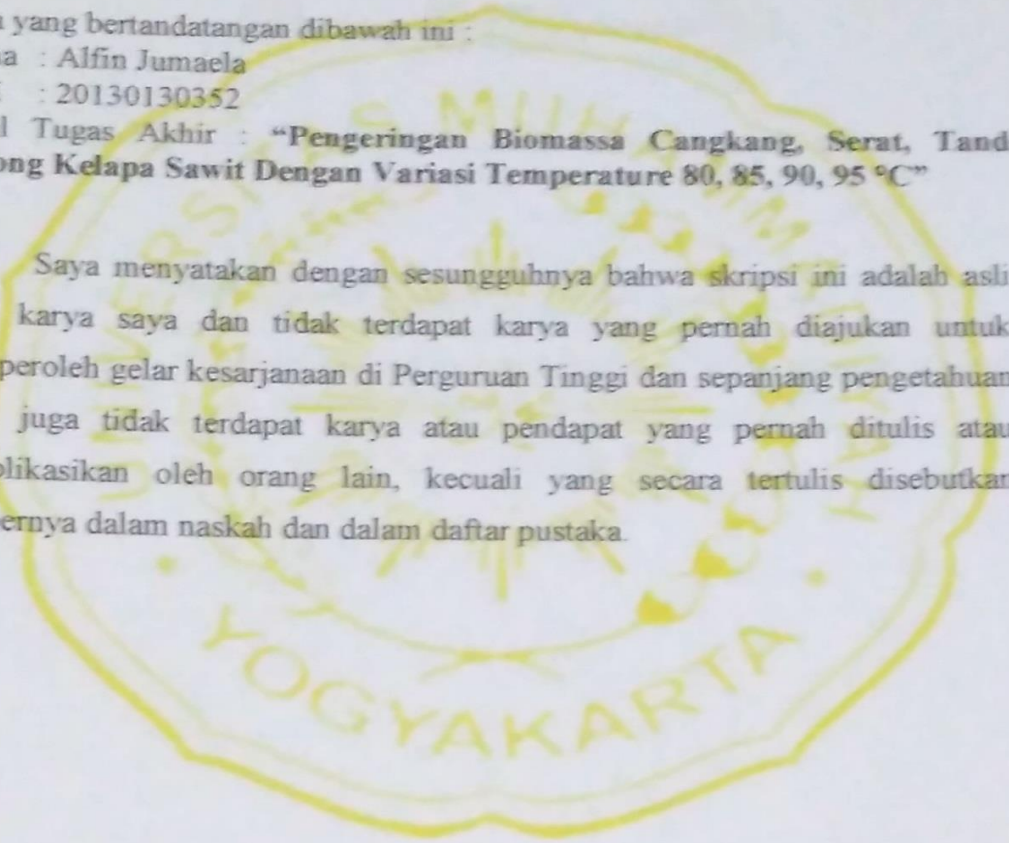 yang bertandatangan dibawah ini :
: Alfin Jumaela
: 20130130352
Tugas Akhir : “Pengeringan Biomassa Cangkang, Serat, Tand
ong Kelapa Sawit Dengan Variasi Temperature 80, 85, 90, 95 °C”
Saya menyatakan dengan sesungguhnya bahwa skripsi ini adalah asli
karya saya dan tidak terdapat karya yang pernah diajukan untuk
peroleh gelar kesarjanaan di Perguruan Tinggi dan sepanjang pengetahuan
juga tidak terdapat karya atau pendapat yang pernah ditulis atau
plikasikan oleh orang lain, kecuali yang secara tertulis disebutkan
ernya dalam naskah dan dalam daftar pustaka.
YOGYAKARTA